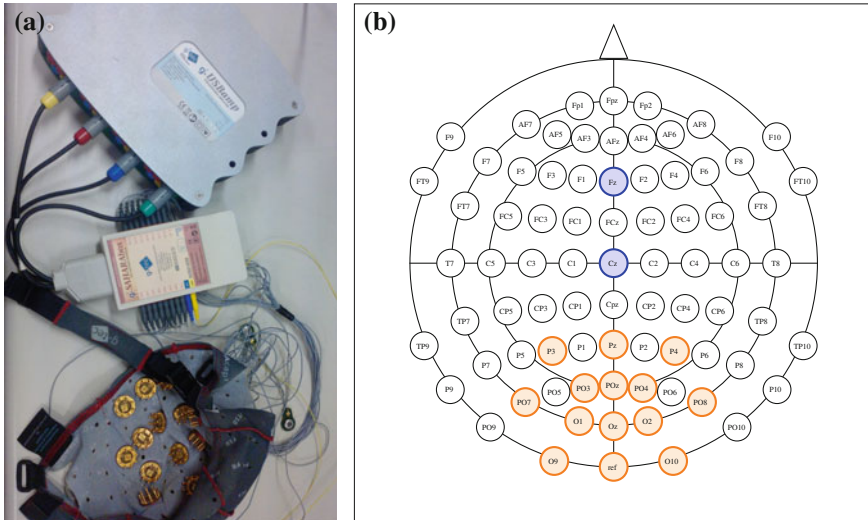 (a)
g.USBamp
SAHARAbox
(b)
Fp1 Fpz Fp2
AF7 AF5 AF3 AFz AF4 AF6 AF8
F9 F7 F5 F3 F1 Fz F2 F4 F6 F8 F10
FT9 FT7 FC5 FC3 FC1 FCz FC2 FC4 FC6 FT8 FT10
T7 C5 C3 C1 Cz C2 C4 C6 T8
TP9 TP7 CP5 CP3 CP1 Cpz CP2 CP4 CP6 TP8 TP10
P9 P7 P5 P3 P1 Pz P2 P4 P6 P8 P10
PO9 PO7 PO5 PO3 POz PO4 PO6 PO8 PO10
O1 Oz O2
O9 ref O10